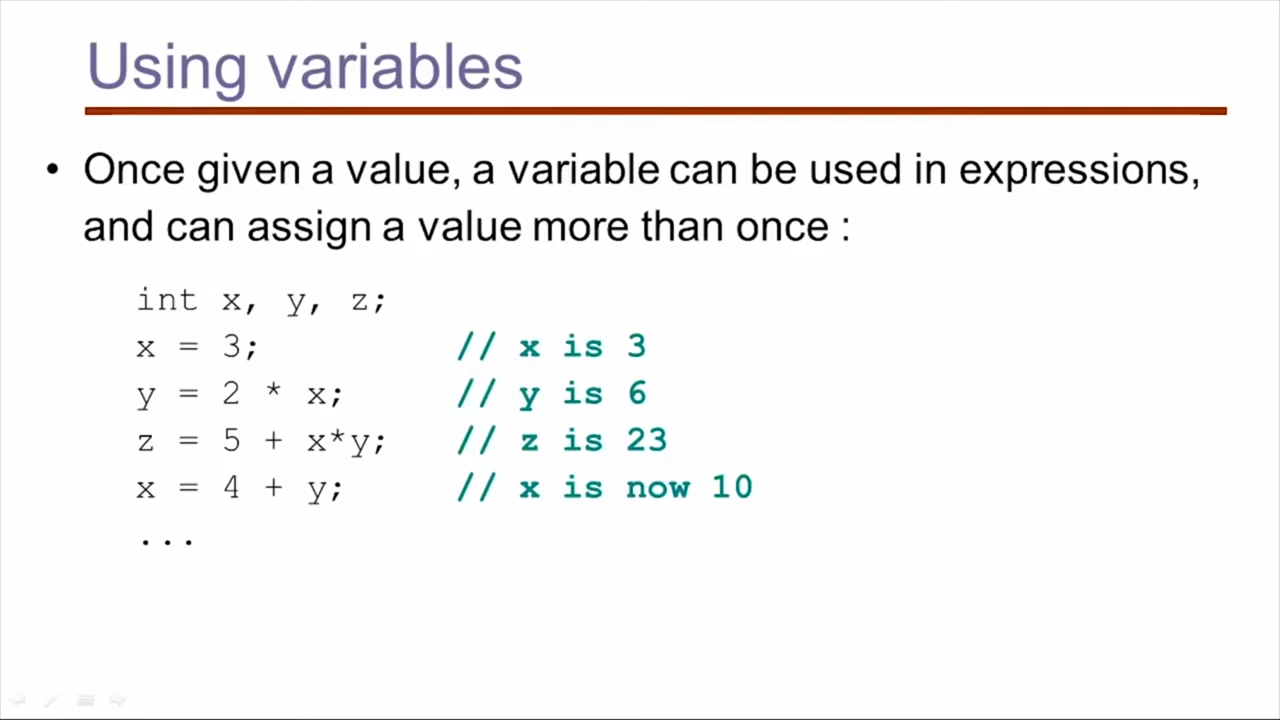 Using variables
• Once given a value, a variable can be used in expressions,
and can assign a value more than once :
int x, y, z;
x = 3; // x is 3
y = 2 * x; // y is 6
z = 5 + x*y; // z is 23
x = 4 + y; // x is now 10
...